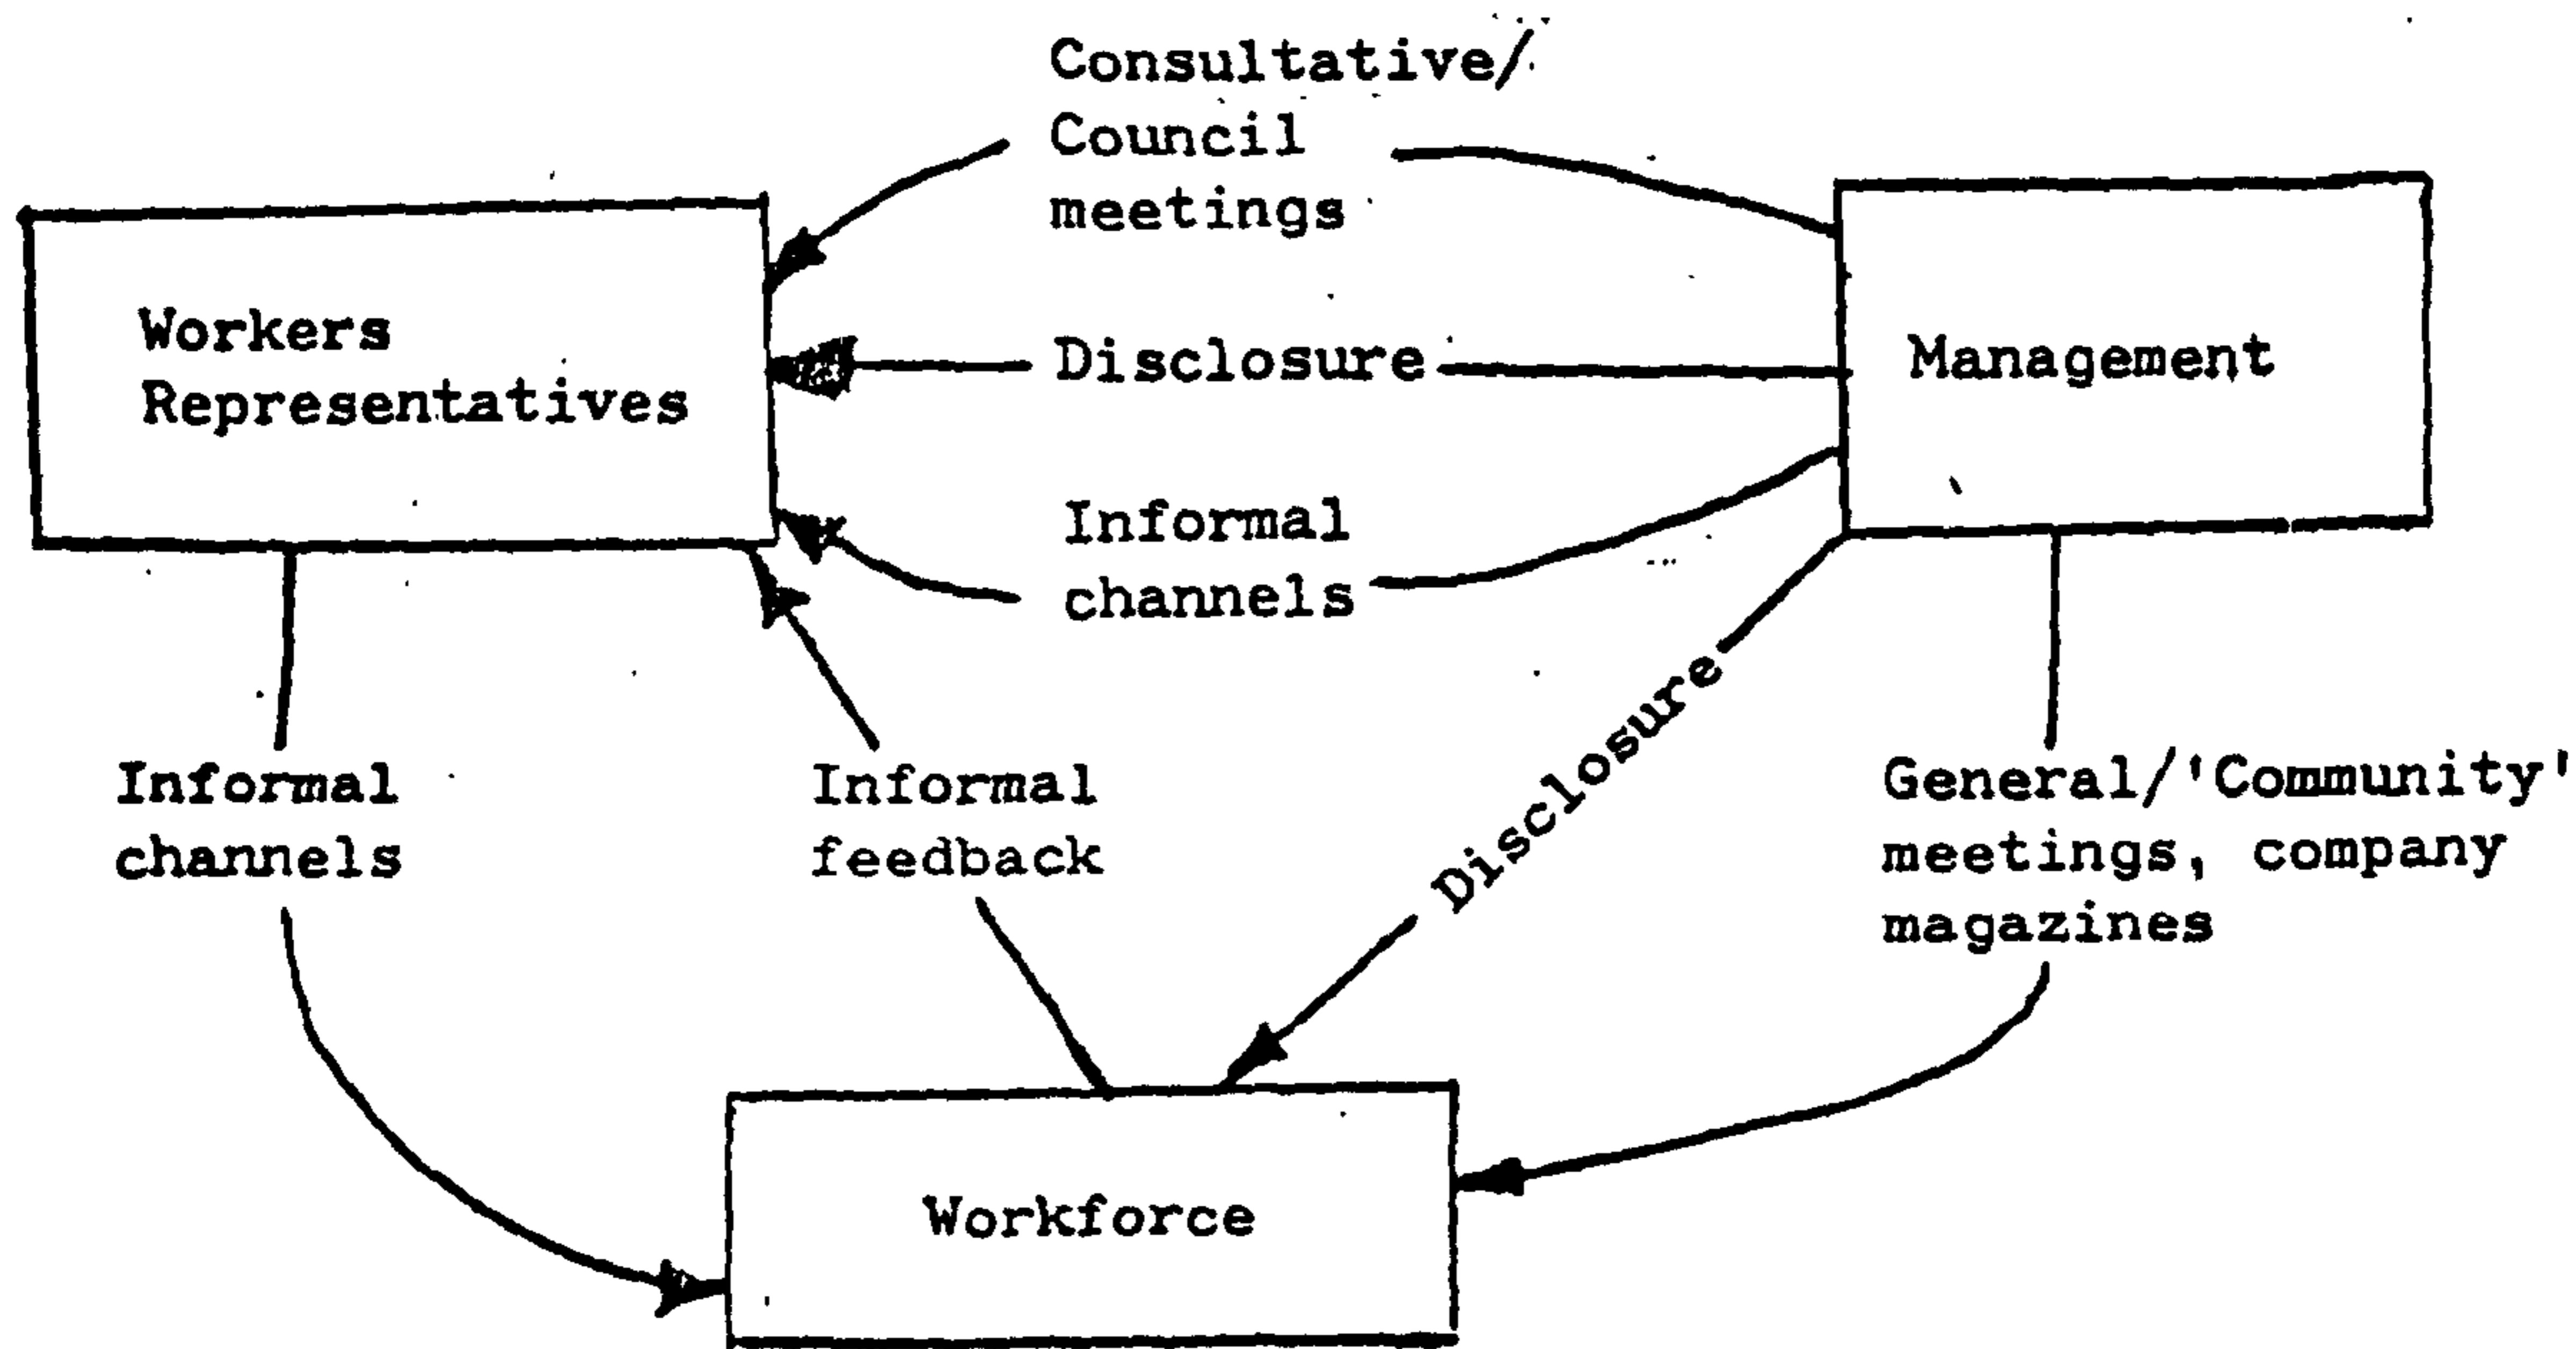 Consultative/
Council
meetings
Workers
Representatives
Disclosure
Management
Informal
channels
Informal
channels
Informal
feedback
Disclosure
General/'Community'
meetings, company
magazines
Workforce